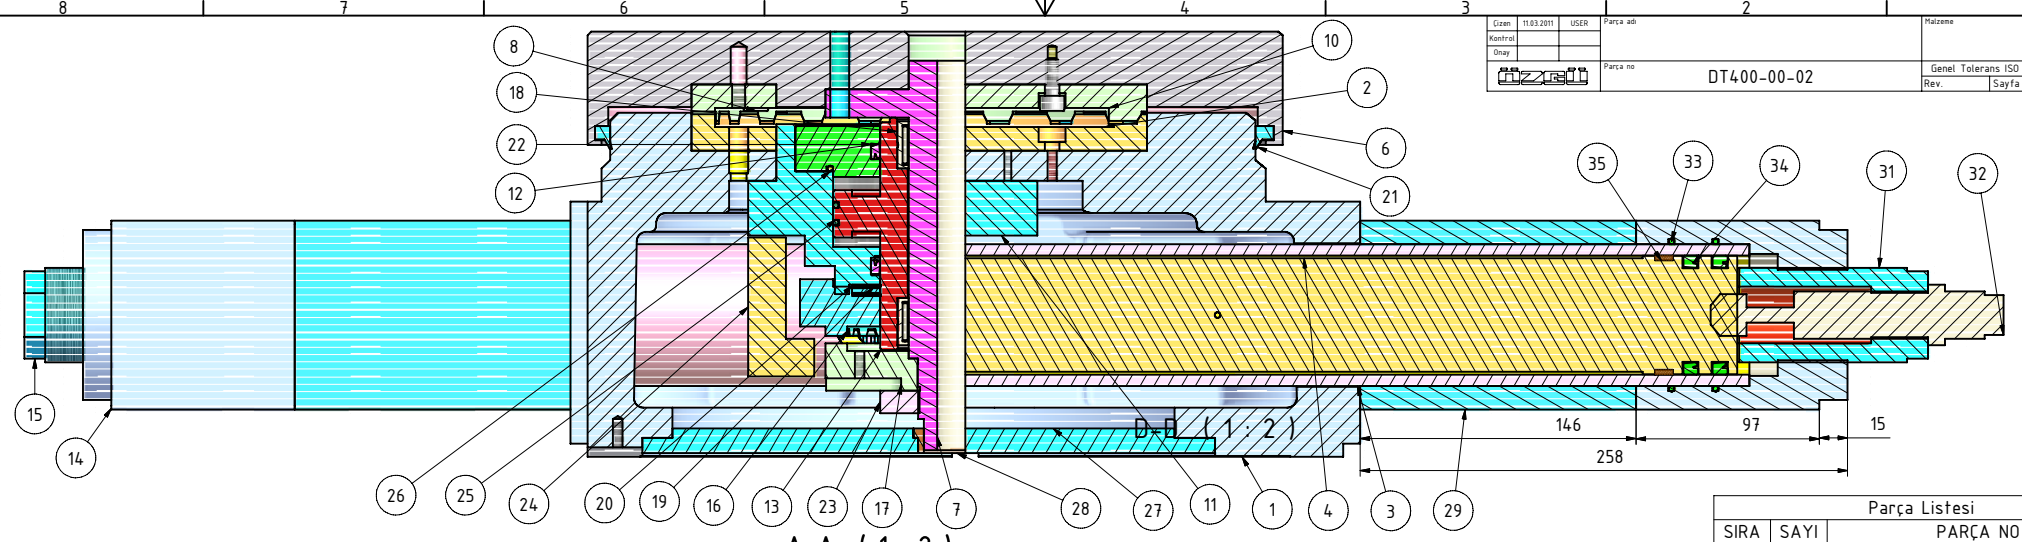 8 7 6 5 4 3 2
Çizen 11.03.2011 USER
Kontrol
Onay
Parça adı
Malzeme
özgü
Parça no
DT400-00-02
Genel Tolerans ISO
Rev. Sayfa
8 10
18 2
22 6
12 21
35 33 34 31 32
15
14
26 25 24 20 19 16 13 23 17 7 28 27 11 1 4 3 29
D-D ( 1 : 2 )
146 97 15
258
Parça Listesi
SIRA SAYI PARÇA NO